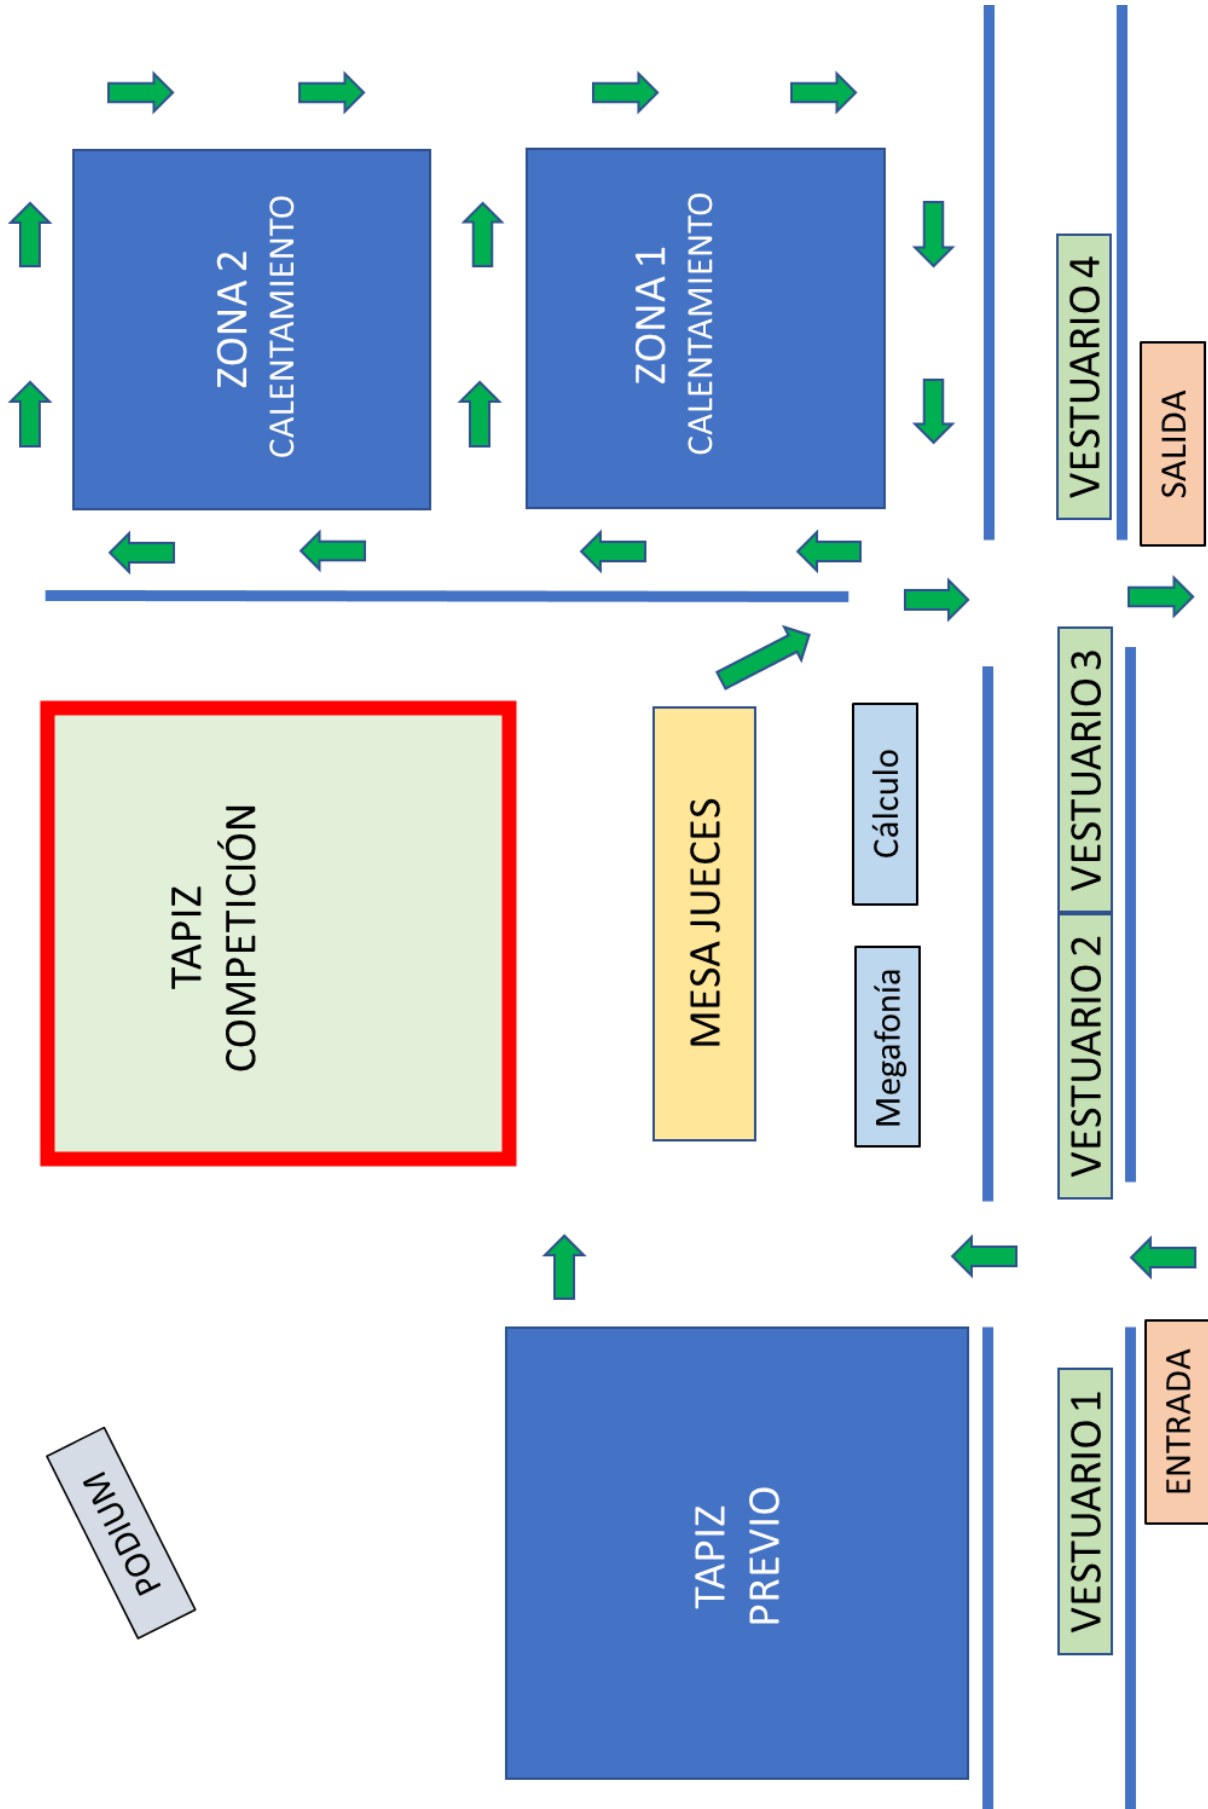 PODIUM
TAPIZ
COMPETICIÓN
ZONA 2
CALENTAMIENTO
TAPIZ
PREVIO
MESA JUECES
ZONA 1
CALENTAMIENTO
Megafonía
Cálculo
VESTUARIO 1
VESTUARIO 2
VESTUARIO 3
VESTUARIO 4
ENTRADA
SALIDA